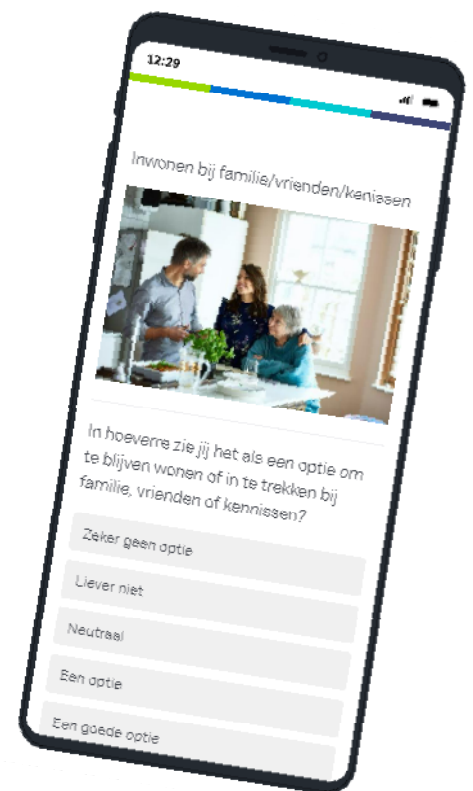 12:29
Inwonen bij familie/vrienden/kenissen
In hoeverre zie jij het als een optie om
te blijven wonen of in te trekken bij
familie, vrienden of kennissen?
Zeker geen optie
Liever niet
Neutraal
Een optie
Een goede optie